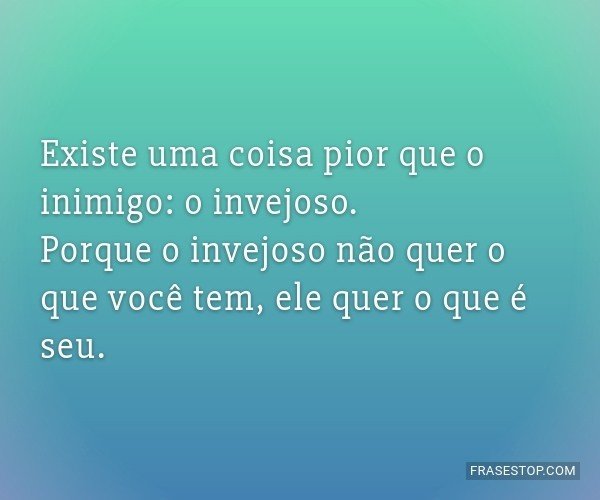 Existe uma coisa pior que o
inimigo: o invejoso.
Porque o invejoso não quer o
que você tem, ele quer o que é
seu.
FRASESTOP.COM